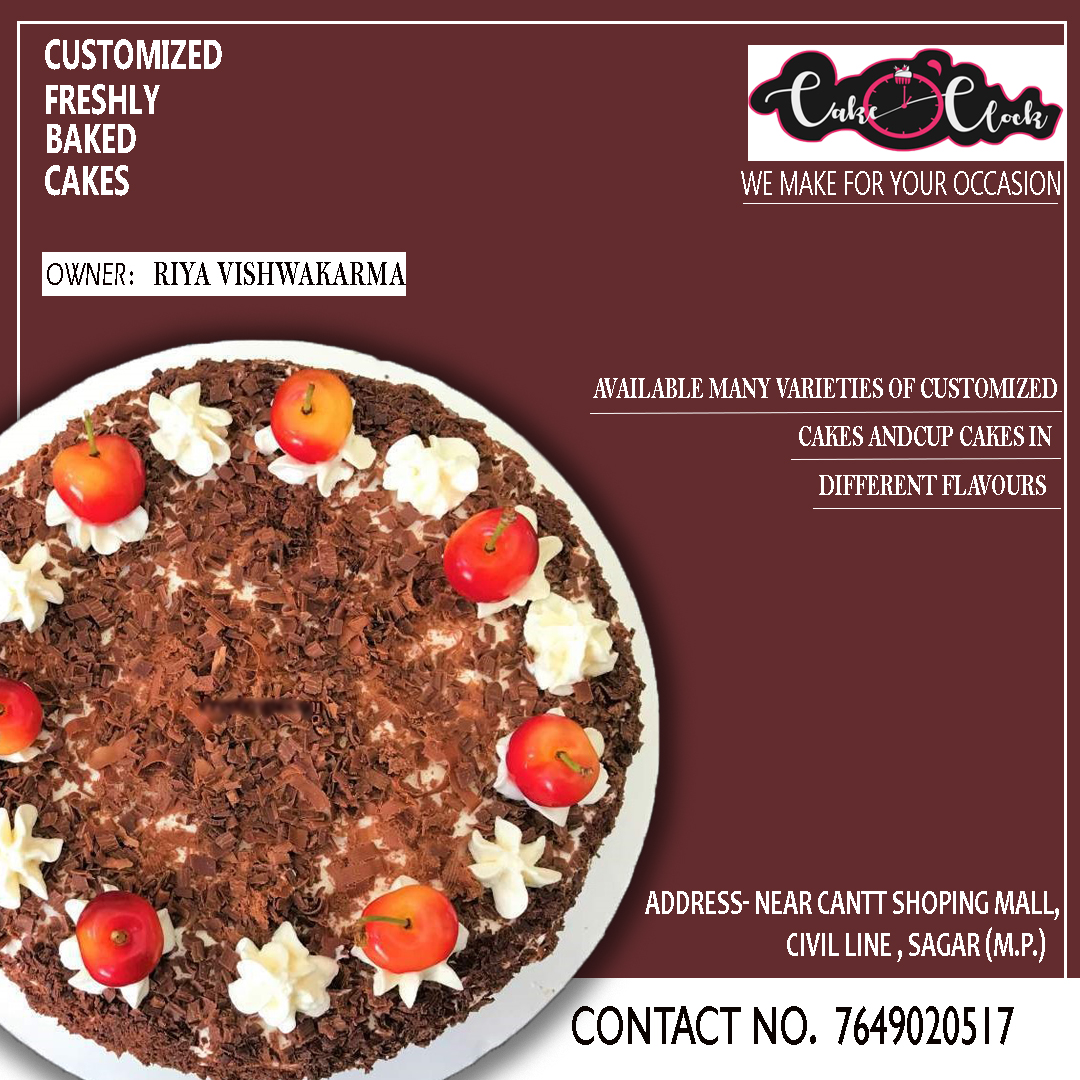 CUSTOMIZED
FRESHLY
BAKED
CAKES
Cake O'Clock
WE MAKE FOR YOUR OCCASION
OWNER: RIYA VISHWAKARMA
AVAILABLE MANY VARIETIES OF CUSTOMIZED
CAKES ANDCUP CAKES IN
DIFFERENT FLAVOURS
ADDRESS- NEAR CANTT SHOPING MALL,
CIVIL LINE , SAGAR (M.P.)
CONTACT NO. 7649020517